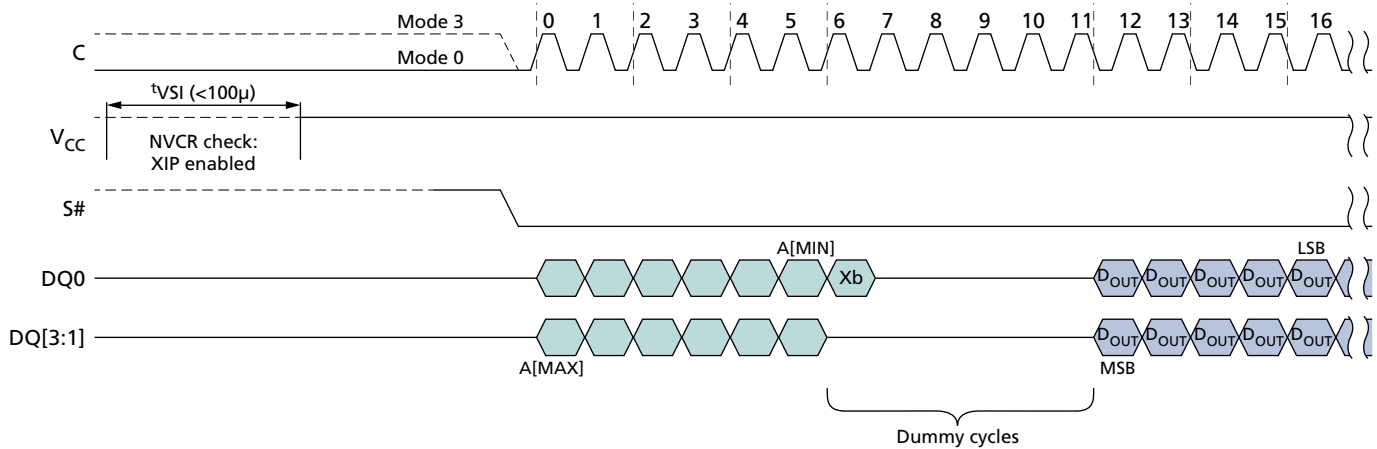 Mode 3
0 1 2 3 4 5 6 7 8 9 10 11 12 13 14 15 16
C
Mode 0
tVSI (<100µ)
VCC
NVCR check:
XIP enabled
S#
A[MIN]
LSB
DQ0
Xb
DOUT DOUT DOUT DOUT DOUT
DQ[3:1]
DOUT DOUT DOUT DOUT DOUT
A[MAX]
MSB
Dummy cycles